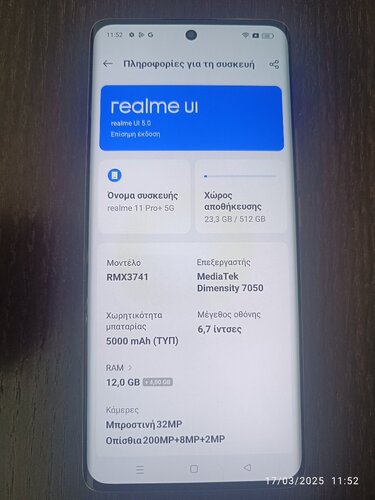 11:52
Πληροφορίες για τη συσκευή
realme UI
realme UI 5.0
Επίσημη έκδοση
Όνομα συσκευής
realme 11 Pro+ 5G
Χώρος
αποθήκευσης
23,3 GB / 512 GB
Μοντέλο
RMX3741
Επεξεργαστής
MediaTek
Dimensity 7050
Χωρητικότητα
μπαταρίας
5000 mAh (ΤΥΠ)
Μέγεθος οθόνης
6,7 ίντσες
RAM >
12,0 GB + 4,00 GB
Κάμερες
Μπροστινή 32MP
Οπίσθια 200MP+8MP+2MP
17/03/2025 11:52